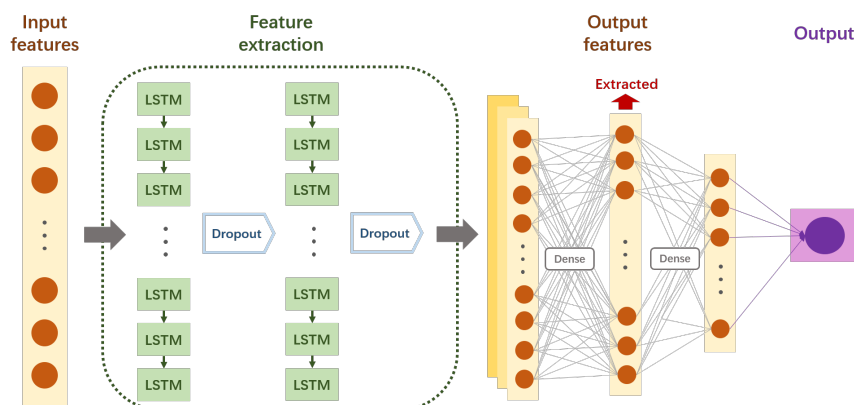 Input
features
Feature
extraction
Output
features
Output
Extracted
LSTM
LSTM
LSTM
LSTM
LSTM
LSTM
Dropout
Dropout
Dense
Dense
LSTM
LSTM
LSTM
LSTM
LSTM
LSTM